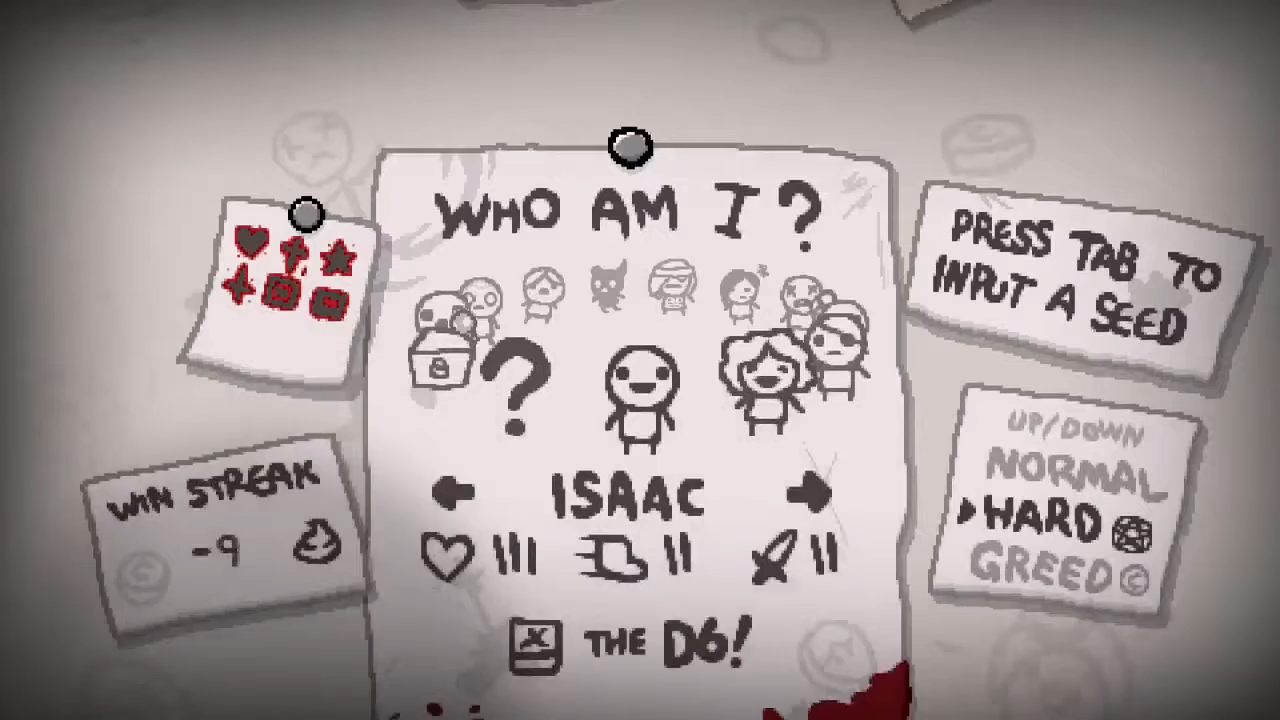 WHO AM I?
PRESS TAB TO
INPUT A SEED
WIN STREAK
-9
?
ISAAC
THE D6!
UP/DOWN
NORMAL
HARD
GREED